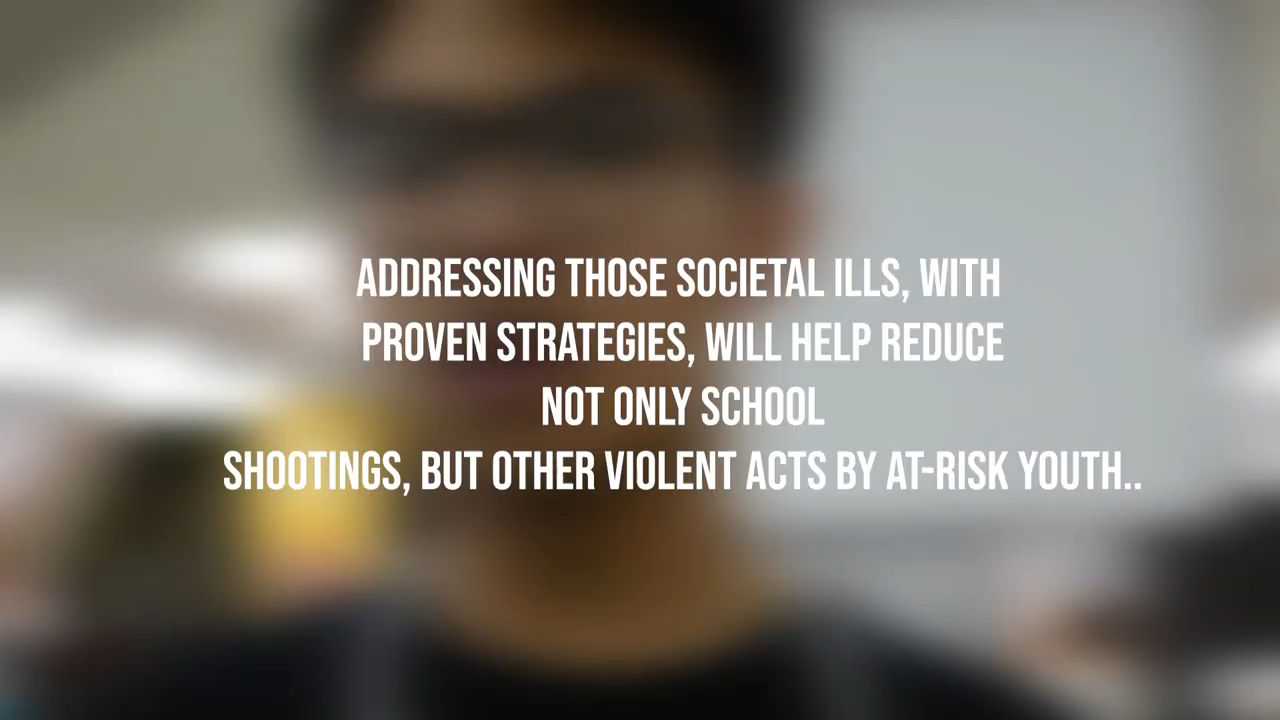 ADDRESSING THOSE SOCIETAL ILLS, WITH
PROVEN STRATEGIES, WILL HELP REDUCE
NOT ONLY SCHOOL
SHOOTINGS, BUT OTHER VIOLENT ACTS BY AT-RISK YOUTH..